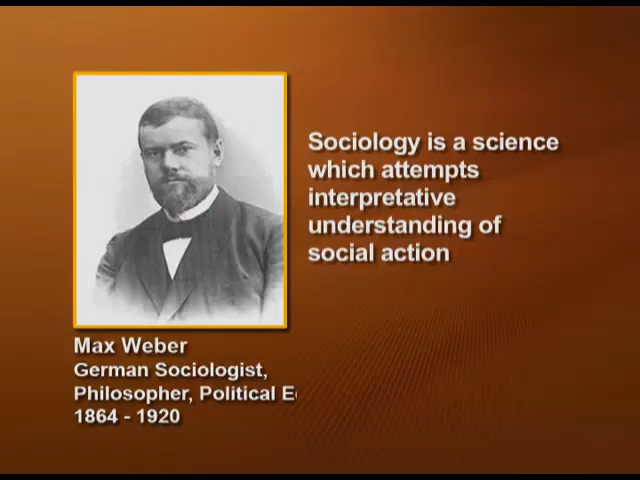 Sociology is a science
which attempts
interpretative
understanding of
social action
Max Weber
German Sociologist,
Philosopher, Political
1864 - 1920